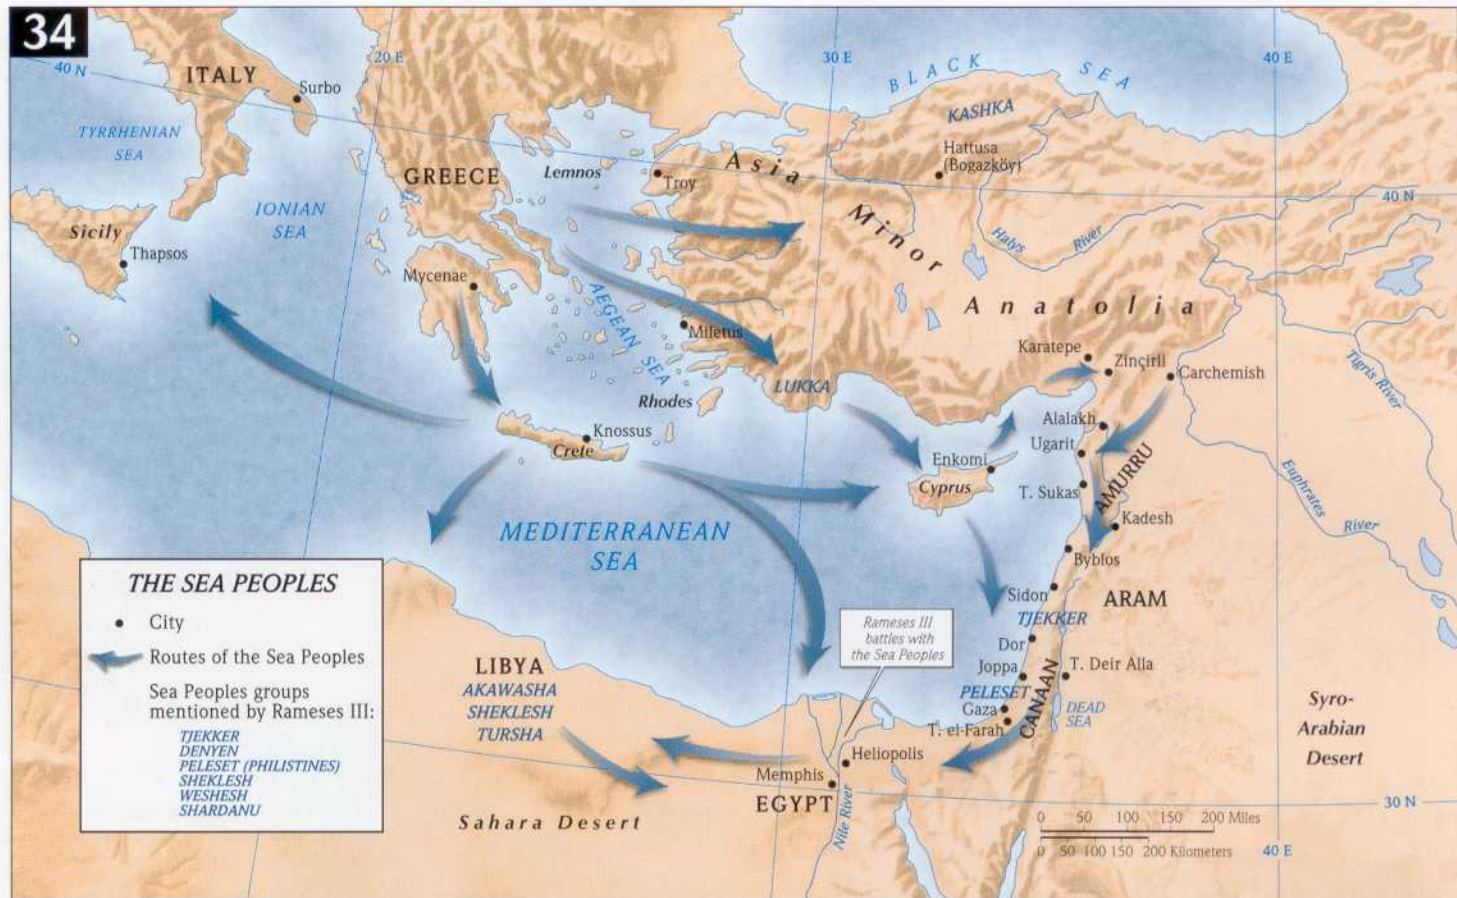 34
40 N
ITALY
Surbo
20 E
30 E
BLACK SEA
40 E
TYRRHENIAN
SEA
KASHKA
Hattusa
(Bogazköy)
GREECE
Lemnos
Troy
Asia
Minor
40 N
Sicily
Thapsos
IONIAN
SEA
Halys River
Mycenae
AEGEAN SEA
Miletus
Anatolia
Karatepe
Zinçirli
Carchemish
Tigris River
LUKKA
Rhodes
Knossus
Crete
Alalakh
Ugarit
Enkomi
Cyprus
T. Sukas
AMURRU
Kadesh
Euphrates River
MEDITERRANEAN
SEA
Byblos
Sidon
ARAM
TJEKKER
Dor
Joppa
T. Deir Alla
Rameses III
battles with
the Sea Peoples
PELESET
Gaza
T. el-Farah
CANAAN
DEAD
SEA
Syro-
Arabian
Desert
LIBYA
AKAWASHA
SHEKLESH
TURSHA
Heliopolis
Memphis
EGYPT
Nile River
Sahara Desert
30 N
0 50 100 150 200 Miles
0 50 100 150 200 Kilometers
40 E
THE SEA PEOPLES
City
Routes of the Sea Peoples
Sea Peoples groups
mentioned by Rameses III:
TJEKKER
DENYEN
PELESET (PHILISTINES)
SHEKLESH
WESHESH
SHARDANU